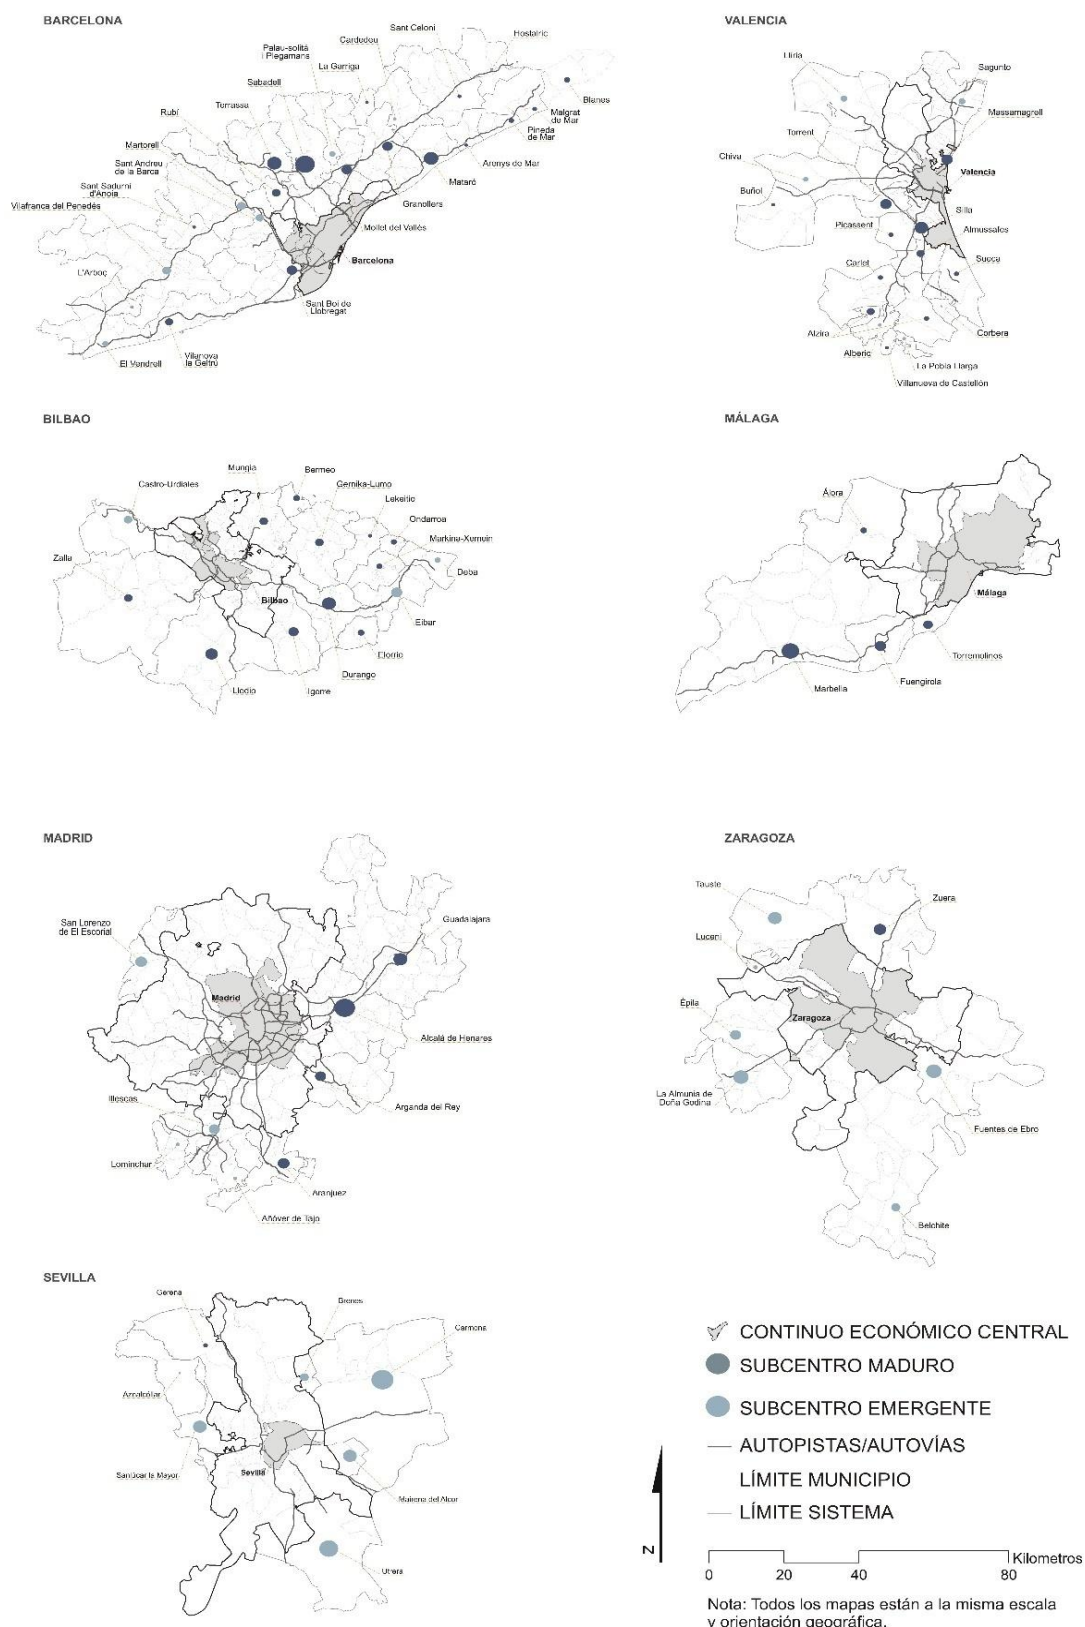 BARCELONA
Sant Celoni
Hostalric
Cardedeu
Palau-solità
i Plegamans
La Garriga
Sabadell
Terrassa
Rubí
Blanes
Malgrat
de Mar
Pineda
de Mar
Martorell
Sant Andreu
de la Barca
Arenys de Mar
Mataró
Sant Sadurní
d'Anoia
Vilafranca del Penedès
Granollers
Mollet del Vallès
Barcelona
L'Arboç
Sant Boi de
Llobregat
El Vendrell
Vilanova
la Geltrú
VALENCIA
Llíria
Sagunto
Massamagrell
Torrent
Chiva
Valencia
Buñol
Silla
Picassent
Almussafes
Sueca
Carlet
Alzira
Corbera
Alberic
La Pobla Llarga
Villanueva de Castellón
BILBAO
Mungia
Bermeo
Castro-Urdiales
Gernika-Lumo
Lekeitio
Ondarroa
Markina-Xemein
Zalla
Deba
Bilbao
Eibar
Elorrio
Durango
Llodio
Igorre
MÁLAGA
Álora
Málaga
Torremolinos
Fuengirola
Marbella
MADRID
San Lorenzo
de El Escorial
Guadalajara
Madrid
Alcalá de Henares
Illescas
Arganda del Rey
Lominchar
Aranjuez
Añóver de Tajo
ZARAGOZA
Tauste
Zuera
Luceni
Épila
Zaragoza
La Almunia de
Doña Godina
Fuentes de Ebro
Belchite
SEVILLA
Gerena
Brenes
Carmona
Aznalcóllar
Sanlúcar la Mayor
Sevilla
Mairena del Alcor
Utrera
CONTINUO ECONÓMICO CENTRAL
SUBCENTRO MADURO
SUBCENTRO EMERGENTE
AUTOPISTAS/AUTOVÍAS
LÍMITE MUNICIPIO
LÍMITE SISTEMA
N
Kilometros
0 20 40 80
Nota: Todos los mapas están a la misma escala
y orientación geográfica.